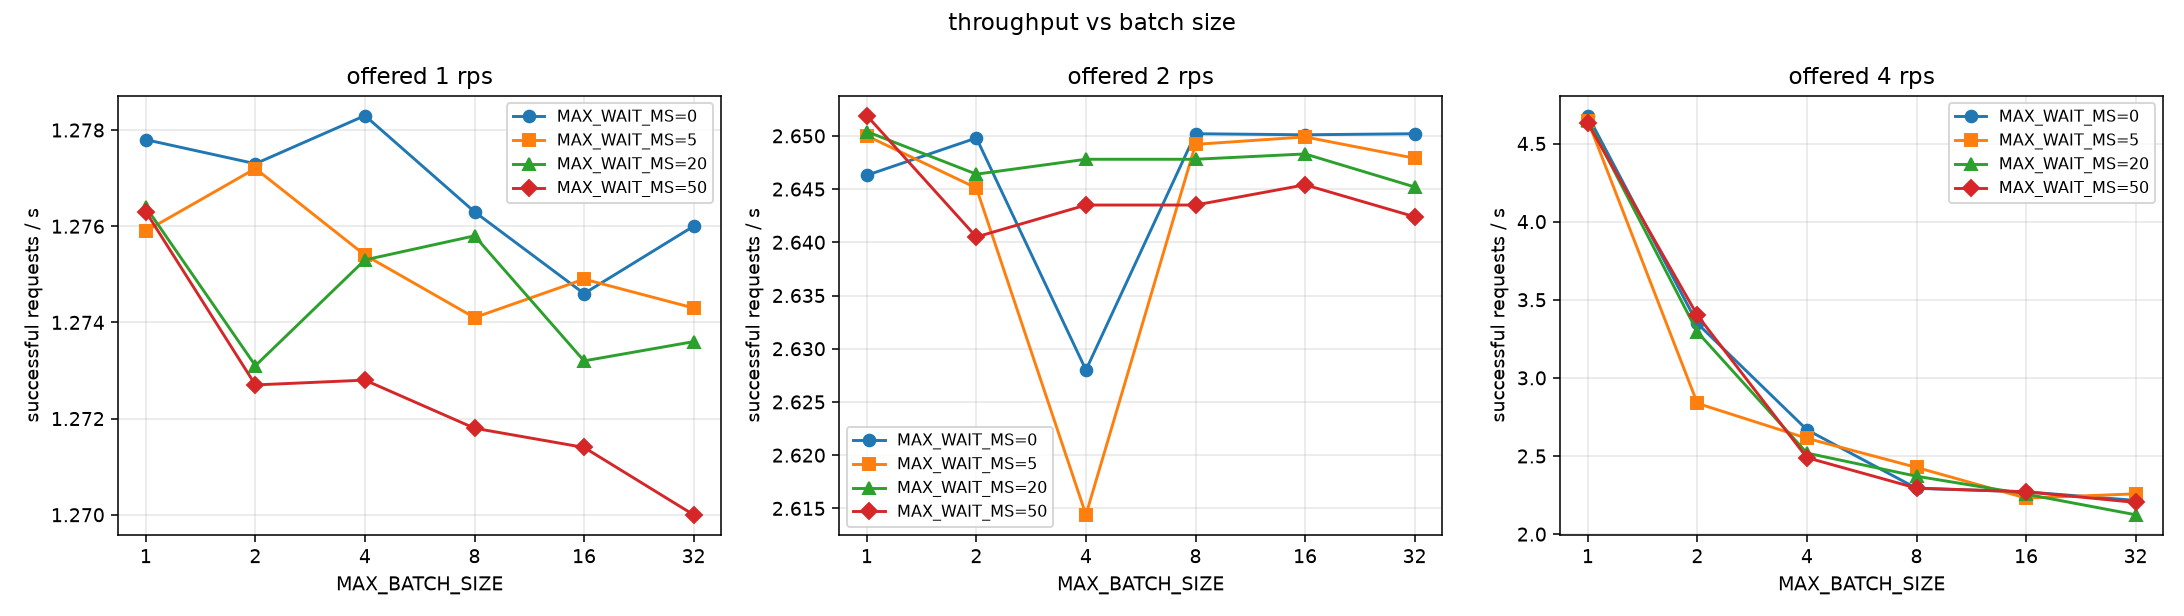 throughput vs batch size
offered 1 rps
successful requests / s
1.278
1.276
1.274
1.272
1.270
MAX_WAIT_MS=0
MAX_WAIT_MS=5
MAX_WAIT_MS=20
MAX_WAIT_MS=50
1 2 4 8 16 32
MAX_BATCH_SIZE
offered 2 rps
successful requests / s
2.650
2.645
2.640
2.635
2.630
2.625
2.620
2.615
MAX_WAIT_MS=0
MAX_WAIT_MS=5
MAX_WAIT_MS=20
MAX_WAIT_MS=50
1 2 4 8 16 32
MAX_BATCH_SIZE
offered 4 rps
successful requests / s
4.5
4.0
3.5
3.0
2.5
2.0
MAX_WAIT_MS=0
MAX_WAIT_MS=5
MAX_WAIT_MS=20
MAX_WAIT_MS=50
1 2 4 8 16 32
MAX_BATCH_SIZE